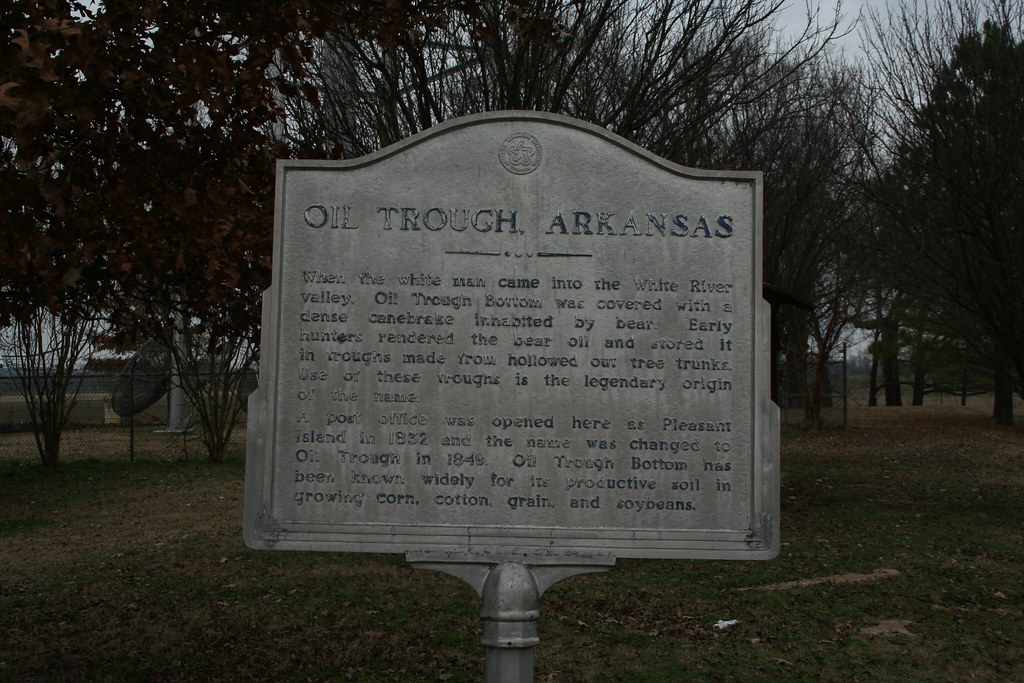 OIL TROUGH, ARKANSAS
When the white man came into the White River
valley, Oil Trough Bottom was covered with a
dense canebrake inhabited by bear. Early
hunters rendered the bear oil and stored it
in troughs made from hollowed out tree trunks.
Use of these troughs is the legendary origin
of the name.
A post office was opened here as Pleasant
Island in 1832 and the name was changed to
Oil Trough in 1849. Oil Trough Bottom has
been known widely for its productive soil in
growing corn, cotton, grain, and soybeans.